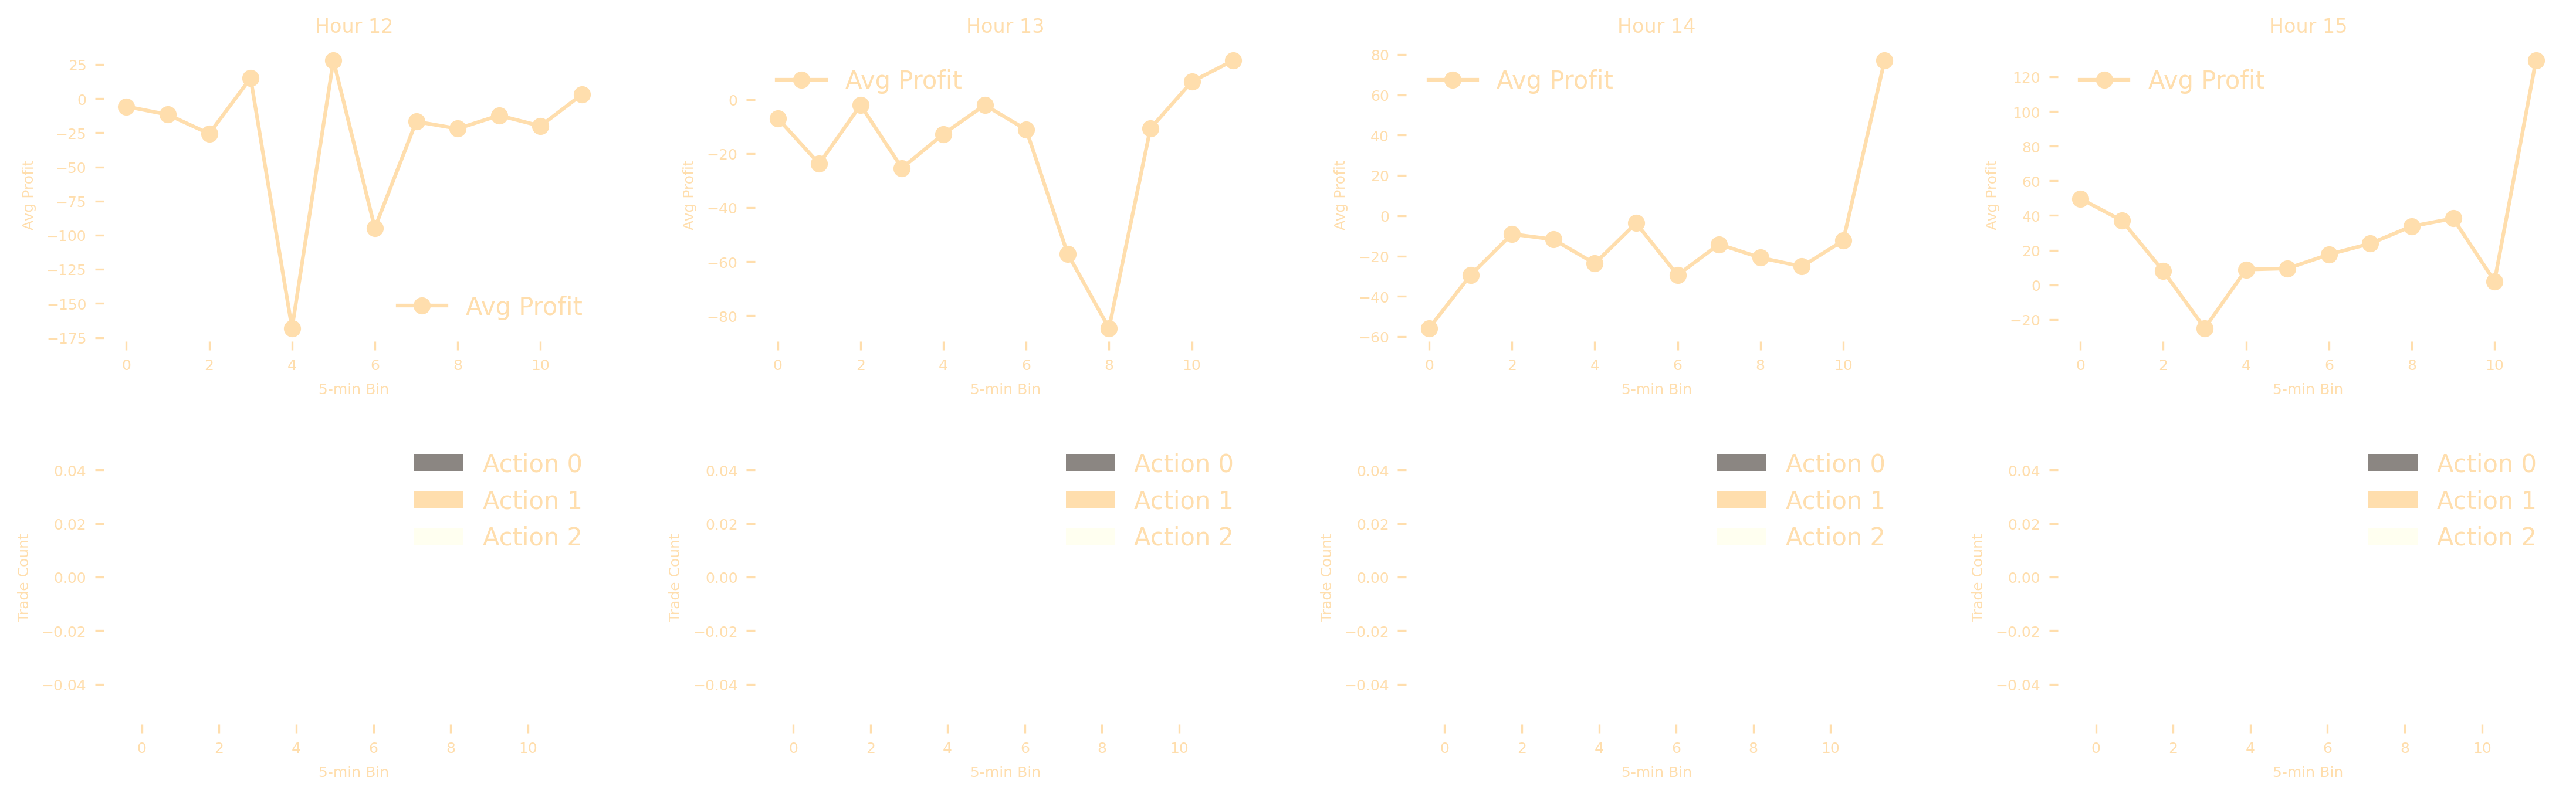 Hour 12
Avg Profit
25
0
−25
−50
−75
−100
−125
−150
−175
Avg Profit
0 2 4 6 8 10
5-min Bin
Hour 13
Avg Profit
0
−20
−40
−60
−80
Avg Profit
0 2 4 6 8 10
5-min Bin
Hour 14
Avg Profit
80
60
40
20
0
−20
−40
−60
Avg Profit
0 2 4 6 8 10
5-min Bin
Hour 15
Avg Profit
120
100
80
60
40
20
0
−20
Avg Profit
0 2 4 6 8 10
5-min Bin
Trade Count
0.04
0.02
0.00
−0.02
−0.04
Action 0
Action 1
Action 2
0 2 4 6 8 10
5-min Bin
Trade Count
0.04
0.02
0.00
−0.02
−0.04
Action 0
Action 1
Action 2
0 2 4 6 8 10
5-min Bin
Trade Count
0.04
0.02
0.00
−0.02
−0.04
Action 0
Action 1
Action 2
0 2 4 6 8 10
5-min Bin
Trade Count
0.04
0.02
0.00
−0.02
−0.04
Action 0
Action 1
Action 2
0 2 4 6 8 10
5-min Bin